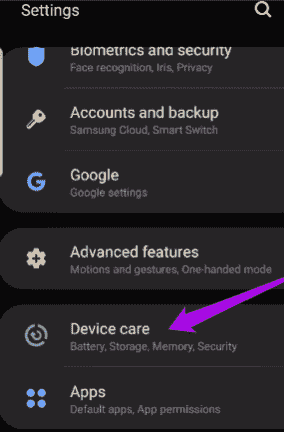 Settings
Biometrics and security
Face recognition, Iris, Privacy
Accounts and backup
Samsung Cloud, Smart Switch
Google
Google settings
Advanced features
Motions and gestures, One-handed mode
Device care
Battery, Storage, Memory, Security
Apps
Default apps, App permissions